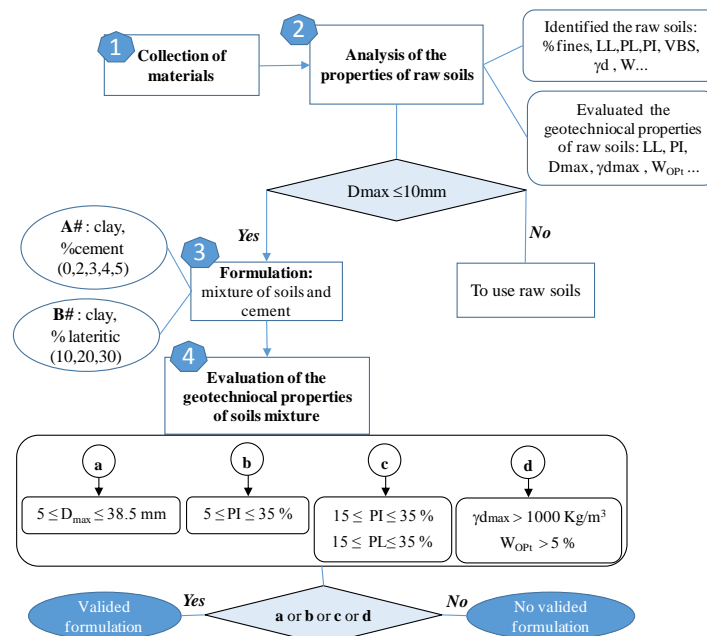 1
Collection of
materials
2
Analysis of the
properties of raw soils
Identified the raw soils:
% fines, LL,PL,PI, VBS,
γd , W...
Evaluated the
geotechniocal properties
of raw soils: LL, PI,
Dmax, γdmax , WOPt ...
Dmax ≤10mm
Yes
No
A# : clay,
%cement
(0,2,3,4,5)
B# : clay,
% lateritic
(10,20,30)
3
Formulation:
mixture of soils and
cement
To use raw soils
4
Evaluation of the
geotechniocal properties
of soils mixture
a
b
c
d
5 ≤ Dmax ≤ 38.5 mm
5 ≤ PI ≤ 35 %
15 ≤ PI ≤ 35 %
15 ≤ PL ≤ 35 %
γdmax > 1000 Kg/m³
WOPt > 5 %
Yes
No
Valided
formulation
a or b or c or d
No valided
formulation